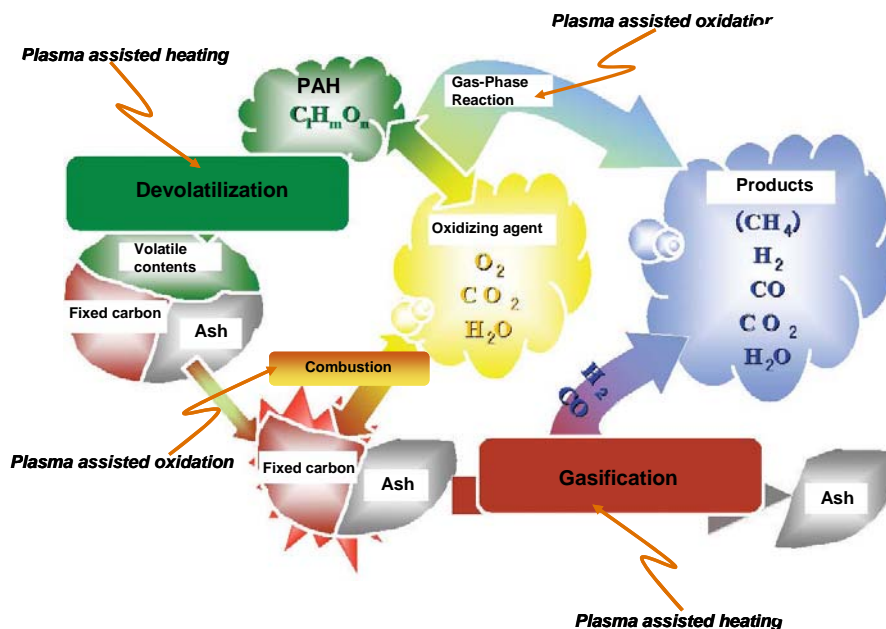 Plasma assisted oxidation
Plasma assisted heating
PAH
ClHmOn
Gas-Phase
Reaction
Devolatilization
Products
(CH4)
H2
CO
CO2
H2O
Oxidizing agent
O2
CO2
H2O
Volatile
contents
Fixed carbon
Ash
Combustion
H2
CO
Plasma assisted oxidation
Fixed carbon
Ash
Gasification
Ash
Plasma assisted heating